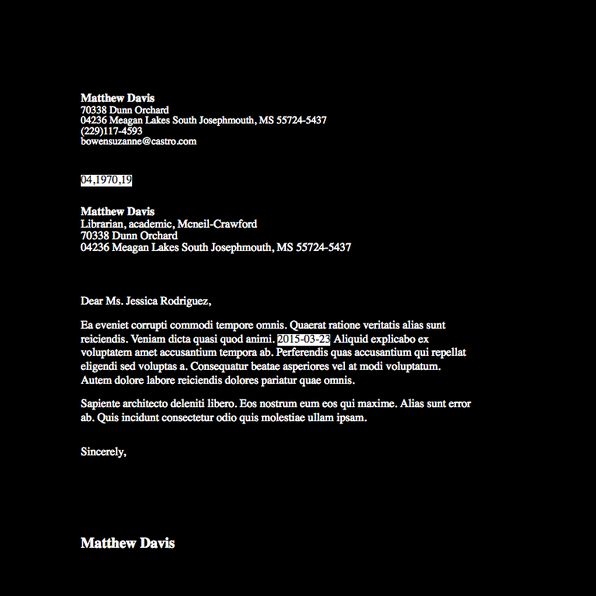 Matthew Davis
70338 Dunn Orchard
04236 Meagan Lakes South Josephmouth, MS 55724-5437
(229)117-4593
bowensuzanne@castro.com
04,1970,19
Matthew Davis
Librarian, academic, Mcneil-Crawford
70338 Dunn Orchard
04236 Meagan Lakes South Josephmouth, MS 55724-5437
Dear Ms. Jessica Rodriguez,
Ea eveniet corrupti commodi tempore omnis. Quaerat ratione veritatis alias sunt
reiciendis. Veniam dicta quasi quod animi. 2015-03-23 Aliquid explicabo ex
voluptatem amet accusantium tempora ab. Perferendis quas accusantium qui repellat
eligendi sed voluptas a. Consequatur beatae asperiores vel at modi voluptatum.
Autem dolore labore reiciendis dolores pariatur quae omnis.
Sapiente architecto deleniti libero. Eos nostrum eum eos qui maxime. Alias sunt error
ab. Quis incidunt consectetur odio quis molestiae ullam ipsam.
Sincerely,
Matthew Davis